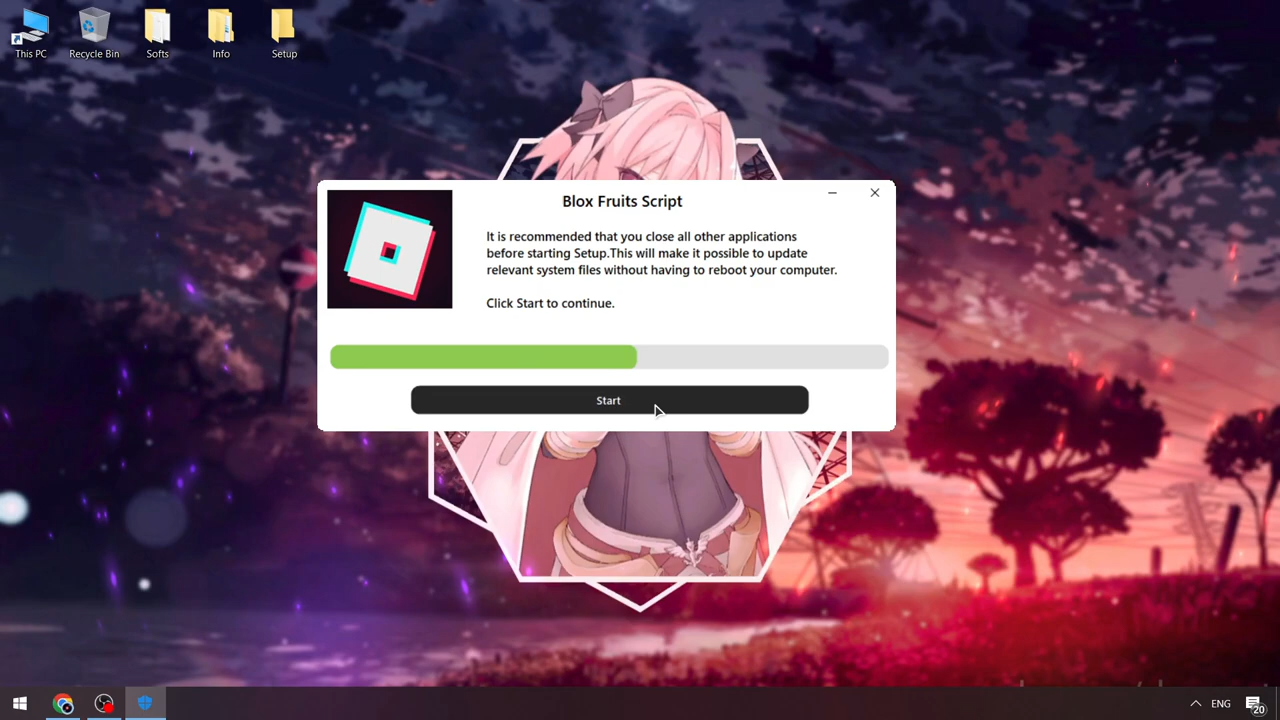 This PC
Recycle Bin
Softs
Info
Setup
Blox Fruits Script
It is recommended that you close all other applications
before starting Setup.This will make it possible to update
relevant system files without having to reboot your computer.
Click Start to continue.
Start
ENG
20